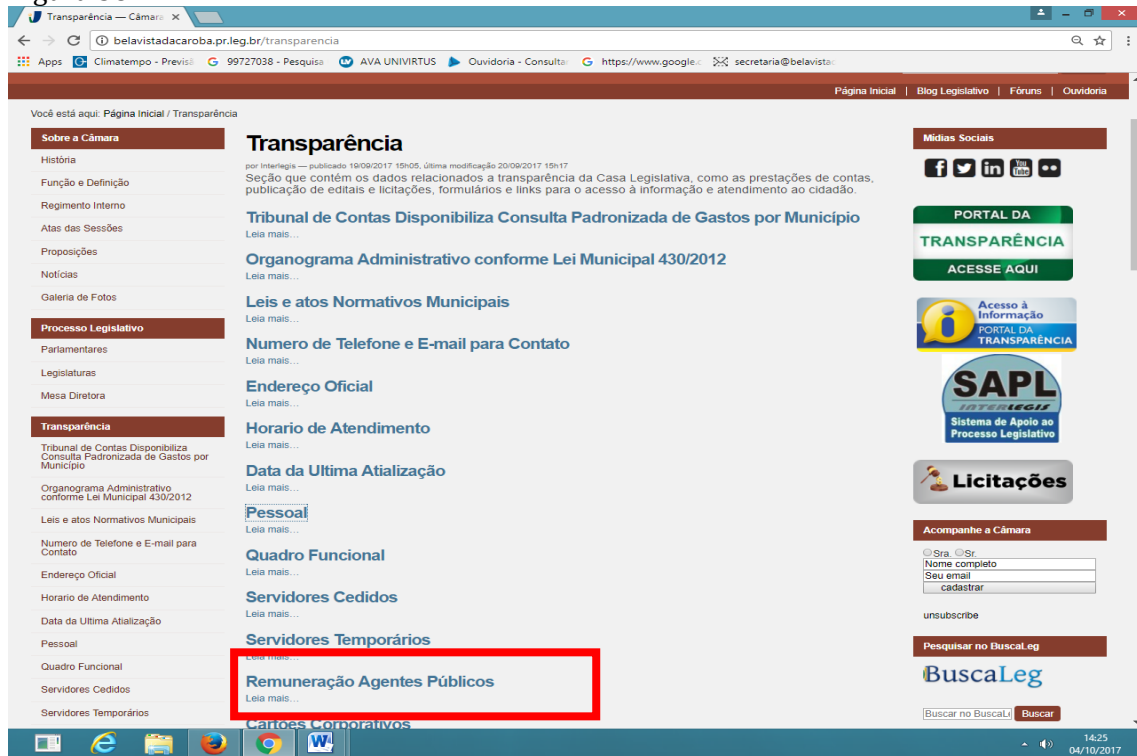 Transparência — Câmara
belavistadacaroba.pr.leg.br/transparencia
Apps
Climatempo - Previsã
99727038 - Pesquisa
AVA UNIVIRTUS
Ouvidoria - Consulta
https://www.google.c
secretaria@belavista
Página Inicial | Blog Legislativo | Fóruns | Ouvidoria
Você está aqui: Página Inicial / Transparência
Sobre a Câmara
História
Função e Definição
Regimento Interno
Atas das Sessões
Proposições
Notícias
Galeria de Fotos
Processo Legislativo
Parlamentares
Legislaturas
Mesa Diretora
Transparência
Tribunal de Contas Disponibiliza
Consulta Padronizada de Gastos por
Município
Organograma Administrativo
conforme Lei Municipal 430/2012
Leis e atos Normativos Municipais
Numero de Telefone e E-mail para
Contato
Endereço Oficial
Horario de Atendimento
Data da Ultima Atialização
Pessoal
Quadro Funcional
Servidores Cedidos
Servidores Temporários
Transparência
por Interlegis — publicado 19/09/2017 15h05, última modificação 20/09/2017 15h17
Seção que contém os dados relacionados a transparência da Casa Legislativa, como as prestações de contas,
publicação de editais e licitações, formulários e links para o acesso à informação e atendimento ao cidadão.
Tribunal de Contas Disponibiliza Consulta Padronizada de Gastos por Município
Leia mais…
Organograma Administrativo conforme Lei Municipal 430/2012
Leia mais…
Leis e atos Normativos Municipais
Leia mais…
Numero de Telefone e E-mail para Contato
Leia mais…
Endereço Oficial
Leia mais…
Horario de Atendimento
Leia mais…
Data da Ultima Atialização
Leia mais…
Pessoal
Leia mais…
Quadro Funcional
Leia mais…
Servidores Cedidos
Leia mais…
Servidores Temporários
Leia mais…
Remuneração Agentes Públicos
Leia mais…
Cartões Corporativos
Mídias Sociais
f in You Tube
PORTAL DA
TRANSPARÊNCIA
ACESSE AQUI
Acesso à
Informação
PORTAL DA
TRANSPARÊNCIA
SAPL
INTERLEGIS
Sistema de Apoio ao
Processo Legislativo
Licitações
Acompanhe a Câmara
Sra. Sr.
Nome completo
Seu email
cadastrar
unsubscribe
Pesquisar no BuscaLeg
BuscaLeg
Buscar no BuscaL Buscar
14:25
04/10/2017